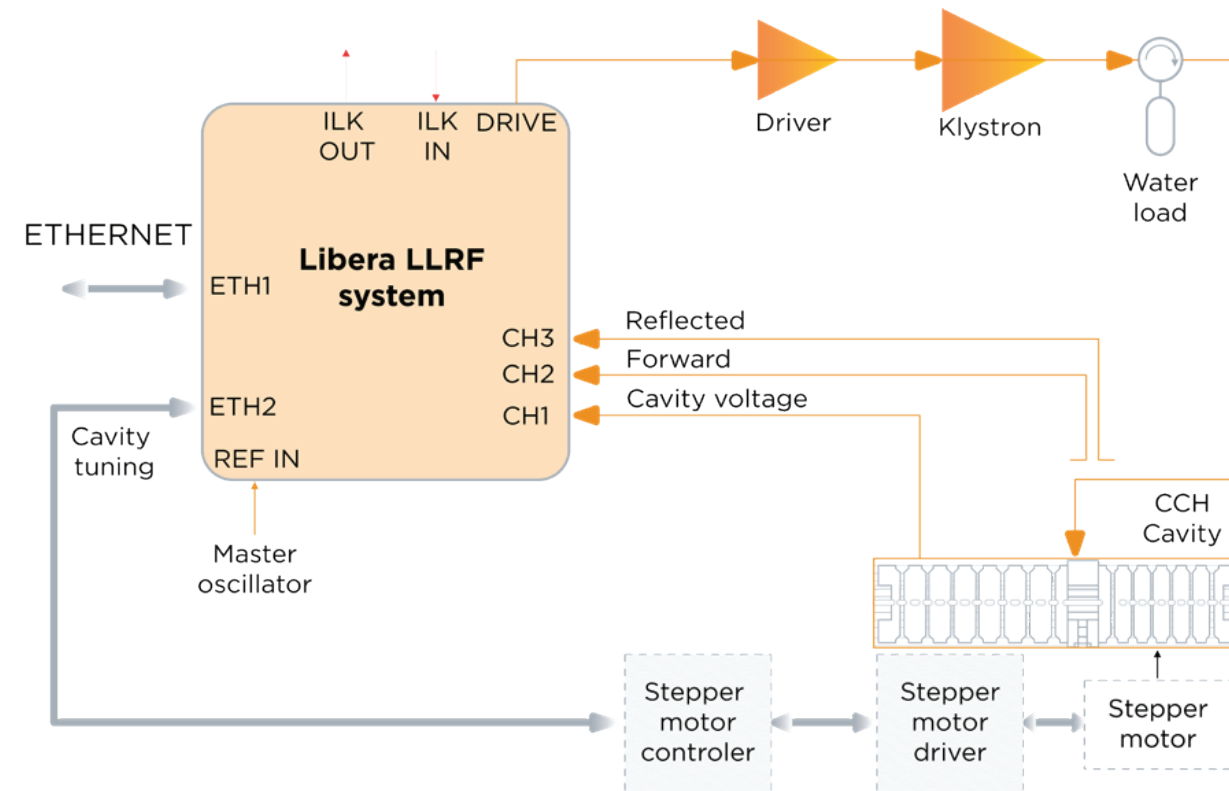 ILK
OUT
ILK
IN
DRIVE
Driver
Klystron
Water
load
ETHERNET
ETH1
Libera LLRF
system
CH3
CH2
CH1
Reflected
Forward
Cavity voltage
ETH2
Cavity
tuning
REF IN
Master
oscillator
CCH
Cavity
Stepper
motor
controler
Stepper
motor
driver
Stepper
motor